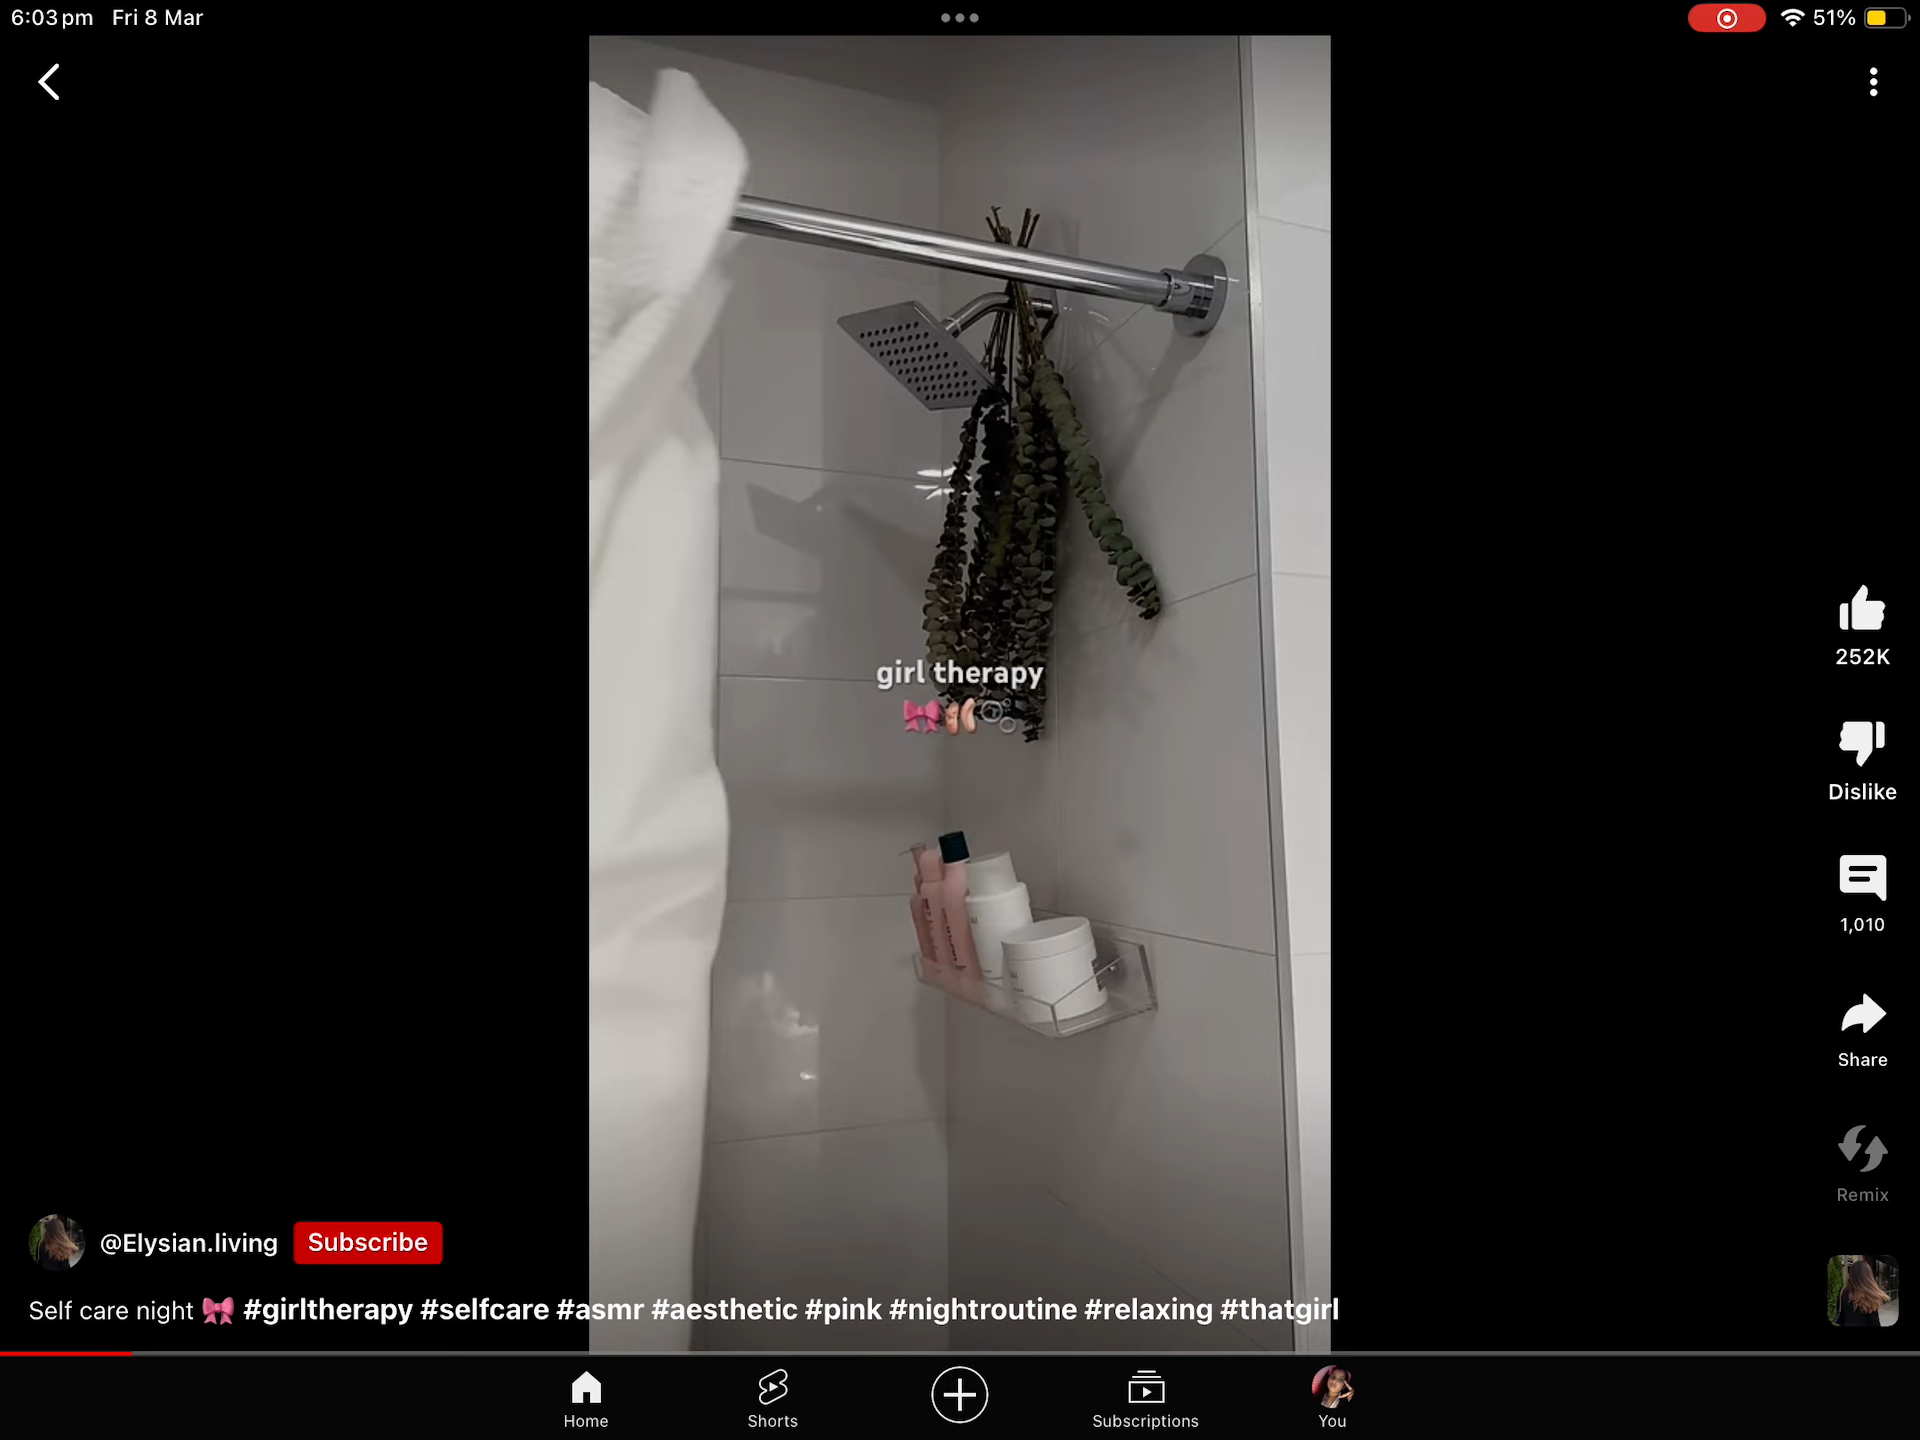 6:03 pm Fri 8 Mar
51%
girl therapy
252K
Dislike
1,010
Share
Remix
@Elysian.living Subscribe
Self care night 🎀 #girltherapy #selfcare #asmr #aesthetic #pink #nightroutine #relaxing #thatgirl
Home Shorts Subscriptions You